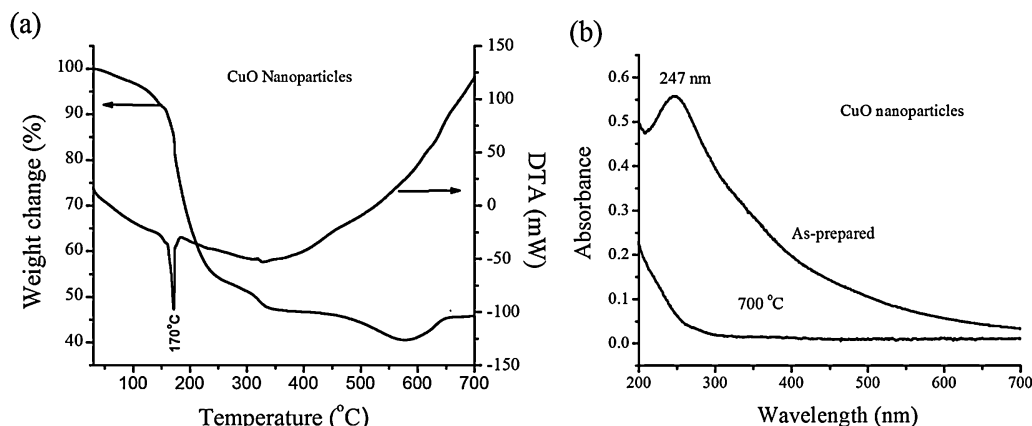 (a)
CuO Nanoparticles
Weight change (%)
100
90
80
70
60
50
40
150
100
50
0
-50
-100
-150
DTA (mW)
170°C
100 200 300 400 500 600 700
Temperature (°C)
(b)
247 nm
CuO nanoparticles
As-prepared
700 °C
Absorbance
0.6
0.5
0.4
0.3
0.2
0.1
0.0
200 300 400 500 600 700
Wavelength (nm)